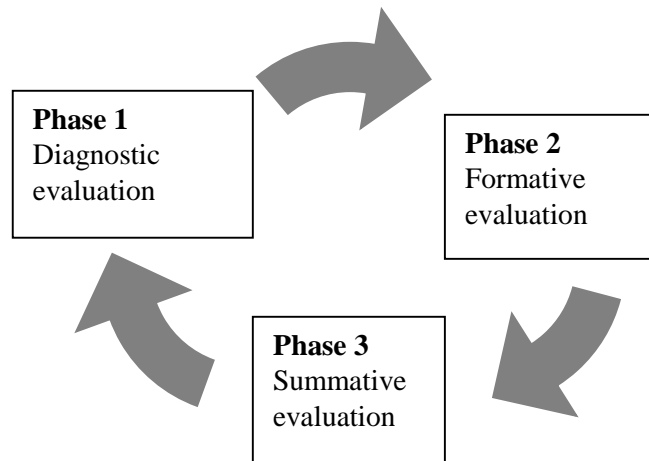 Phase 1
Diagnostic
evaluation
Phase 2
Formative
evaluation
Phase 3
Summative
evaluation